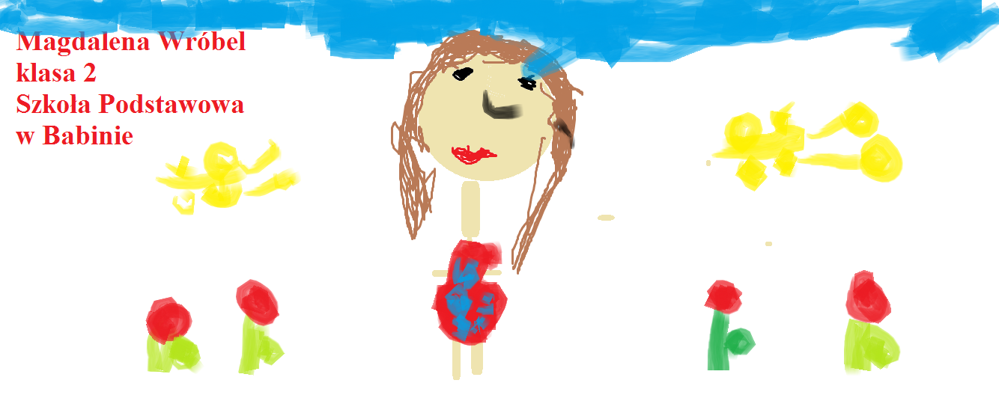 Magdalena Wróbel
klasa 2
Szkoła Podstawowa
w Babinie